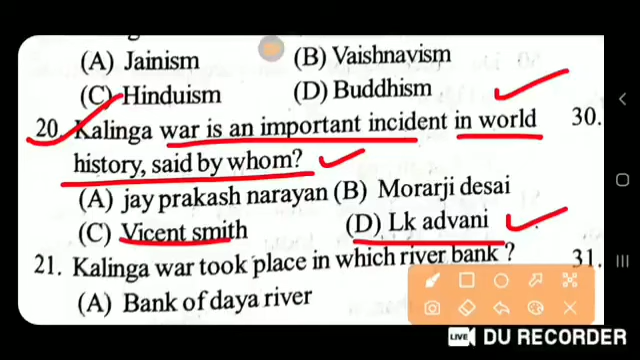 (A) Jainism (B) Vaishnavism
(C) Hinduism (D) Buddhism
20. Kalinga war is an important incident in world 30.
history, said by whom?
(A) jay prakash narayan (B) Morarji desai
(C) Vicent smith (D) Lk advani
21. Kalinga war took place in which river bank ? 31.
(A) Bank of daya river
LIVE DU RECORDER